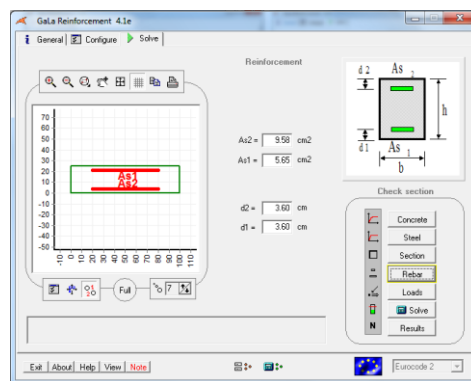 GaLa Reinforcement 4.1e
General Configure Solve
Reinforcement
As2 = 9.58 cm2
As1 = 5.65 cm2
d2 = 3.60 cm
d1 = 3.60 cm
70
60
50
40
30
20
10
0
-10
-20
-30
-40
-50
As1
As2
-10 0 10 20 30 40 50 60 70 80 90 100 110
Full
7
d 2 As 2
h
d1 As 1
b
Check section
Concrete
Steel
Section
Rebar
Loads
Solve
N Results
Exit About Help View Note
Eurocode 2